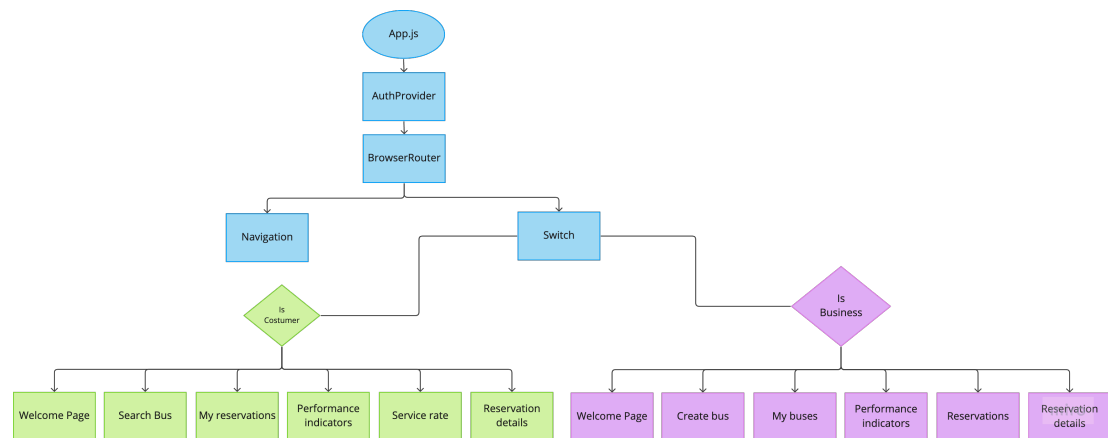 App.js
AuthProvider
BrowserRouter
Navigation
Switch
Is
Costumer
Is
Business
Welcome Page
Search Bus
My reservations
Performance
indicators
Service rate
Reservation
details
Welcome Page
Create bus
My buses
Performance
indicators
Reservations
Reservation
details